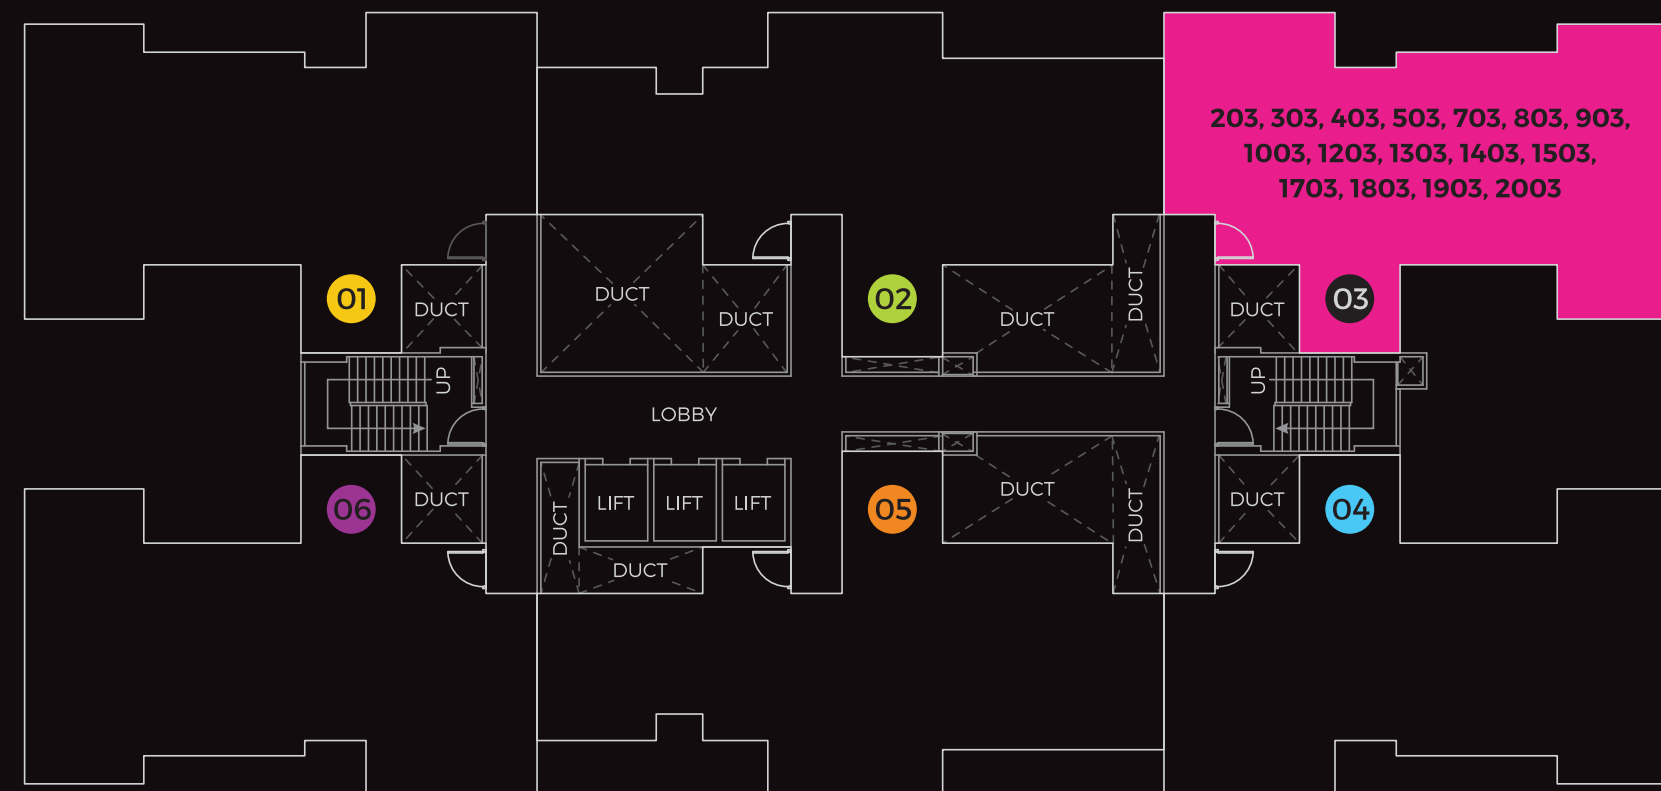 203, 303, 403, 503, 703, 803, 903,
1003, 1203, 1303, 1403, 1503,
1703, 1803, 1903, 2003
01
DUCT
DUCT
DUCT
02
DUCT
DUCT
DUCT
03
UP
UP
LOBBY
06
DUCT
DUCT
LIFT
LIFT
LIFT
DUCT
05
DUCT
DUCT
DUCT
04